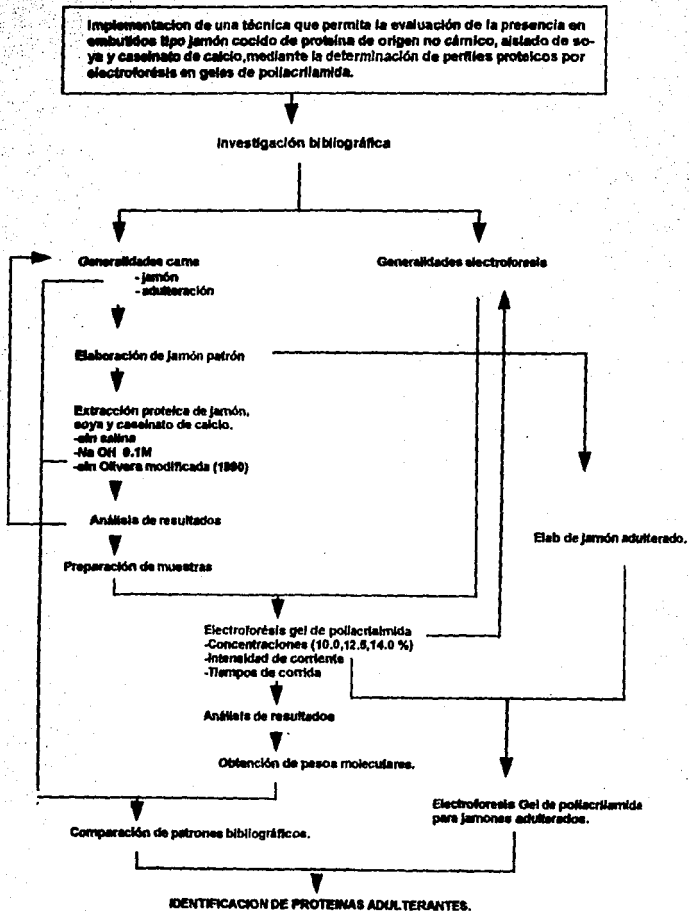 Implementacion de una técnica que permita la evaluación de la presencia en
embutidos tipo jamón cocido de proteína de origen no cárnico, aislado de so-
ya y caseinato de calcio,mediante la determinación de perfiles proteicos por
electroforésis en geles de poliacrilamida.
Investigación bibliográfica
Generalidades carne
- jamón
- adulteración
Generalidades electroforesis
Elaboración de jamón patrón
Extracción proteica de jamón,
soya y caseinato de calcio.
-sln salina
-Na OH 0.1M
-sln Olivera modificada (1990)
Análisis de resultados
Elab de jamón adulterado.
Preparación de muestras
Electroforésis gel de poliacrialmida
-Concentraciones (10.0,12.5,14.0 %)
-Intensidad de corriente
-Tiempos de corrida
Análisis de resultados
Obtención de pesos moleculares.
Electroforesis Gel de poliacrilamida
para jamones adulterados.
Comparación de patrones bibliográficos.
IDENTIFICACION DE PROTEINAS ADULTERANTES.